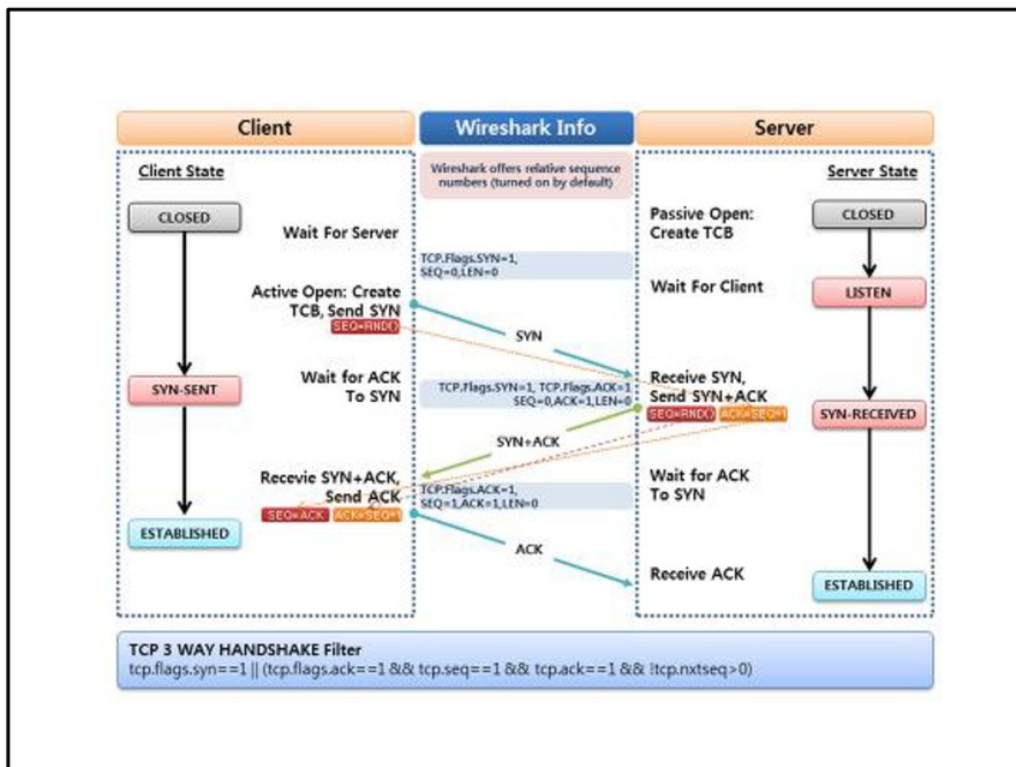 Client
Wireshark Info
Server
Client State
Wireshark offers relative sequence
numbers (turned on by default)
Server State
CLOSED
Wait For Server
Passive Open:
Create TCB
CLOSED
TCP.Flags.SYN=1,
SEQ=0,LEN=0
Active Open: Create
TCB, Send SYN
SEQ=RND()
Wait For Client
LISTEN
SYN
SYN-SENT
Wait for ACK
To SYN
TCP.Flags.SYN=1, TCP.Flags.ACK=1
SEQ=0,ACK=1,LEN=0
Receive SYN,
Send SYN+ACK
SEQ=RND() ACK=SEQ+1
SYN-RECEIVED
SYN+ACK
Recevie SYN+ACK,
Send ACK
SEQ=ACK ACK=SEQ+1
TCP.Flags.ACK=1,
SEQ=1,ACK=1,LEN=0
Wait for ACK
To SYN
ESTABLISHED
ACK
Receive ACK
ESTABLISHED
TCP 3 WAY HANDSHAKE Filter
tcp.flags.syn==1 || (tcp.flags.ack==1 && tcp.seq==1 && tcp.ack==1 && !tcp.nxtseq>0)